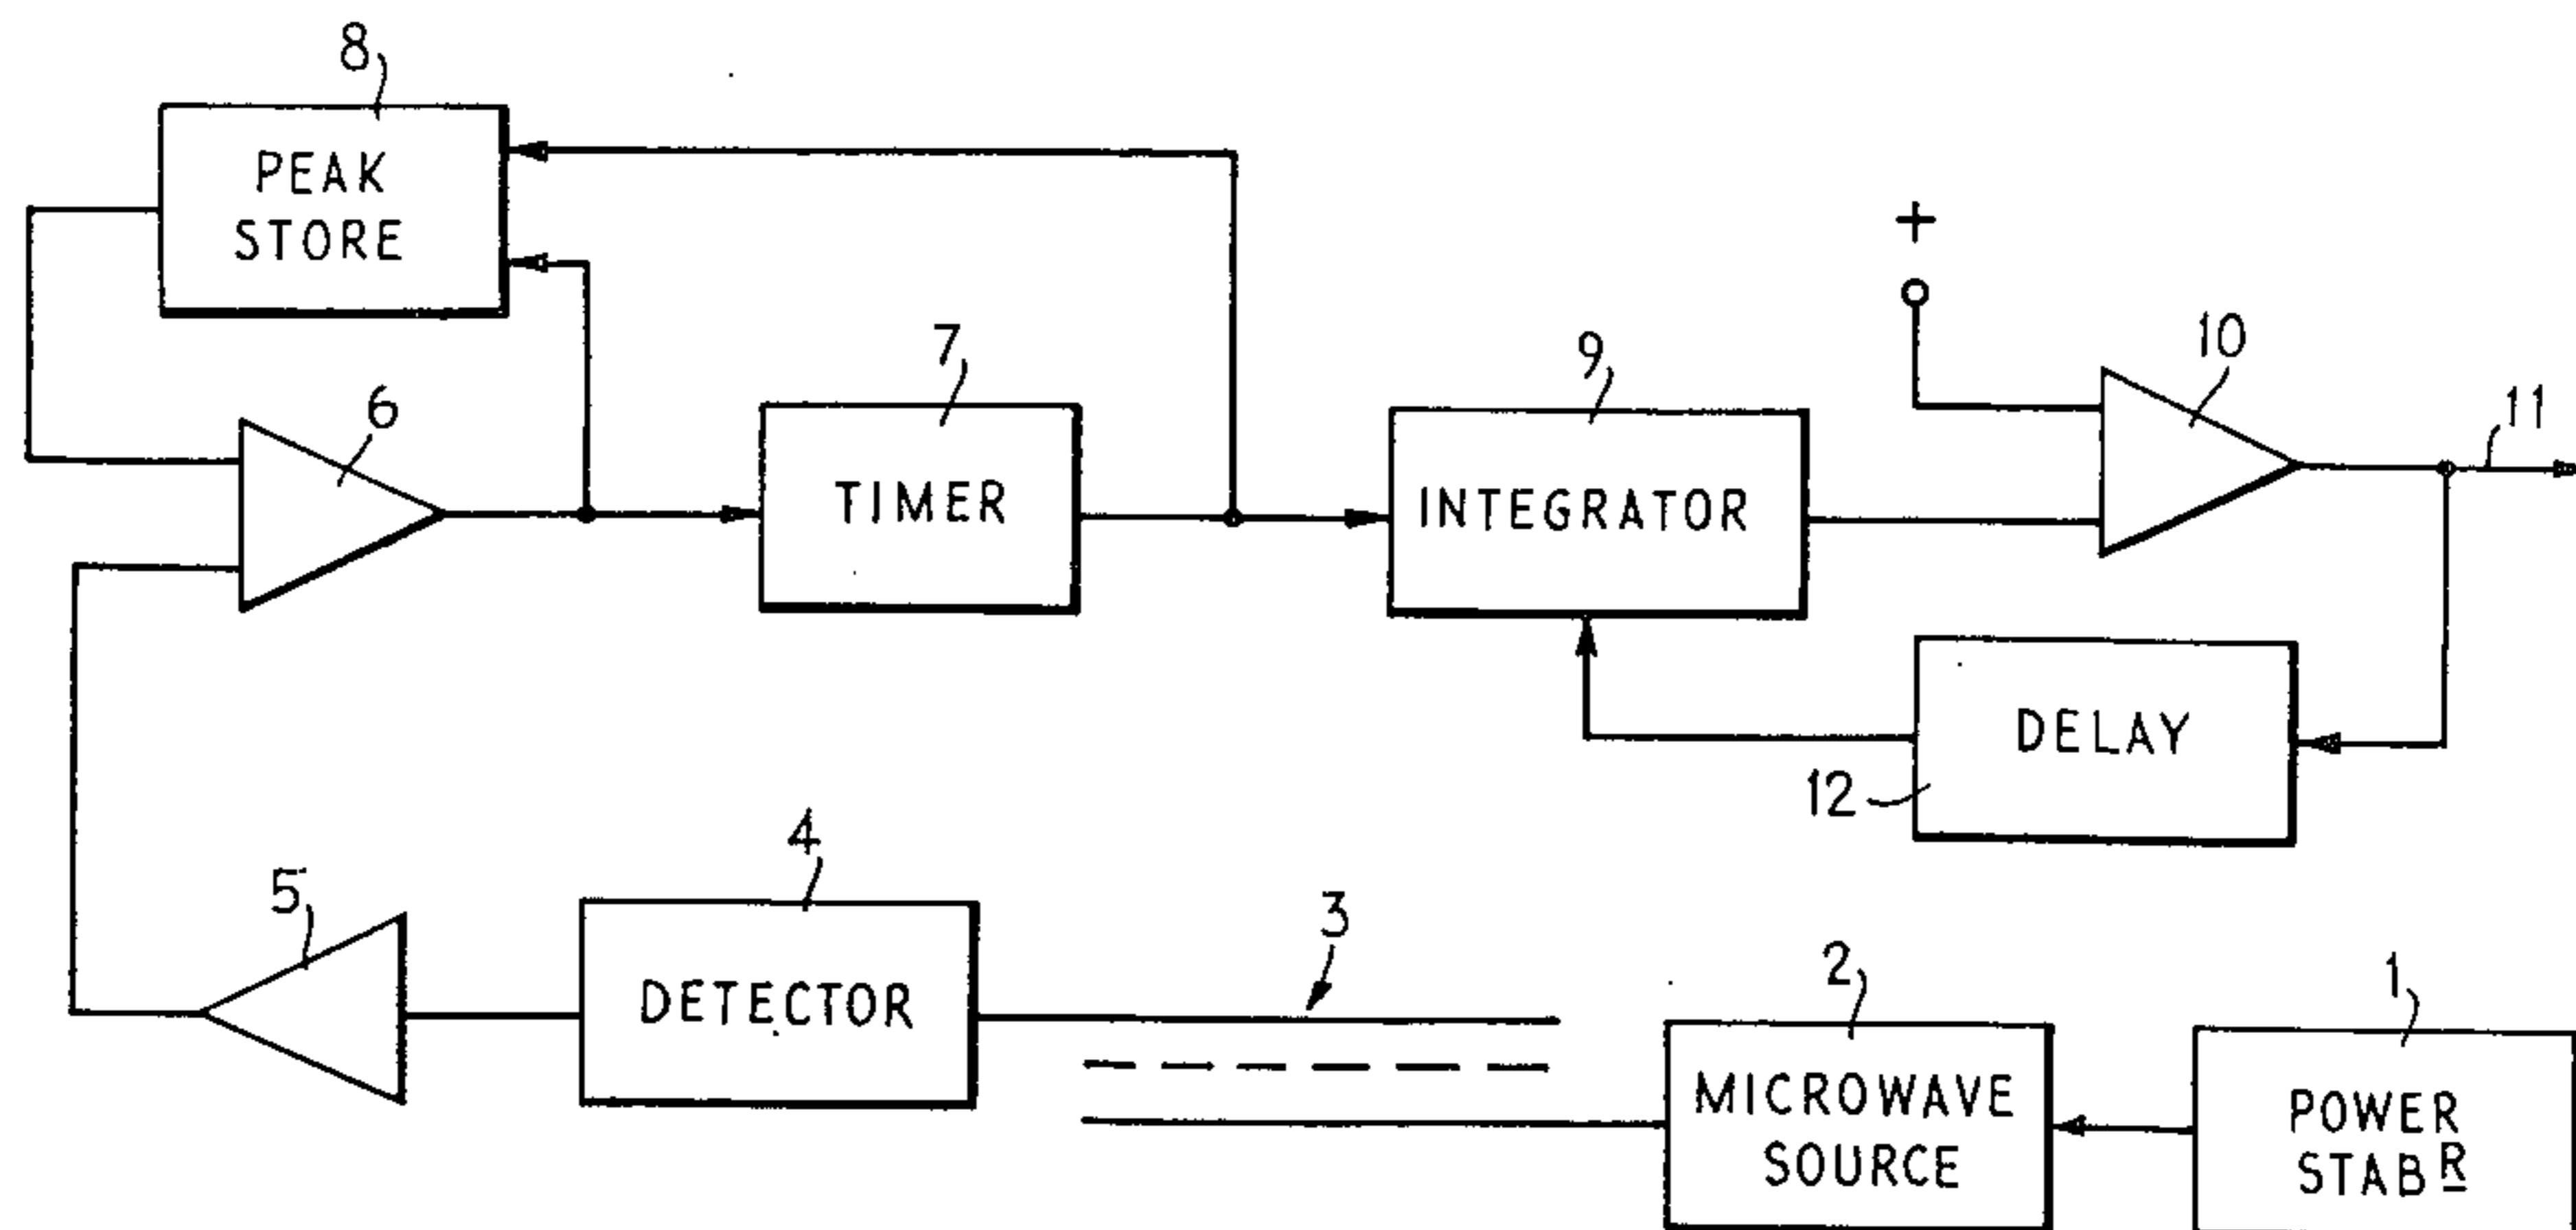 8
PEAK
STORE
+
7
9
10
6
11
TIMER
INTEGRATOR
DELAY
12
4
5
3
2
1
DETECTOR
MICROWAVE
SOURCE
POWER
STABR